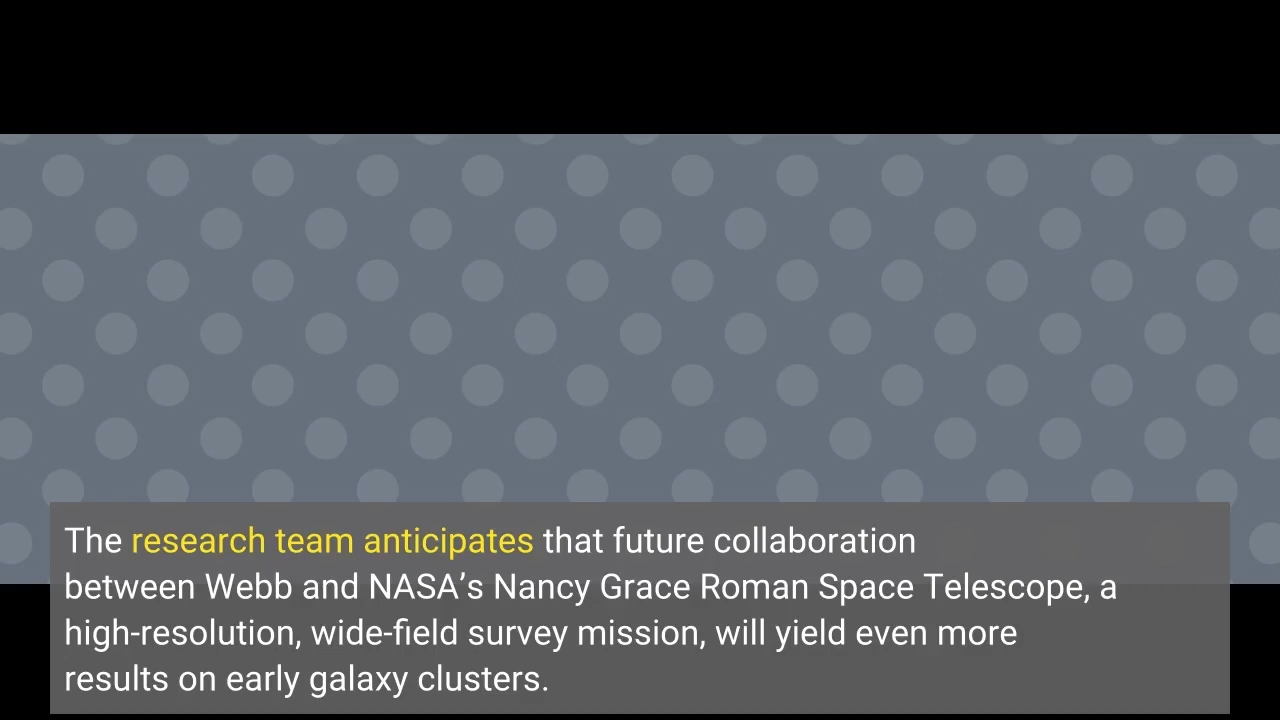 The research team anticipates that future collaboration
between Webb and NASA’s Nancy Grace Roman Space Telescope, a
high-resolution, wide-field survey mission, will yield even more
results on early galaxy clusters.